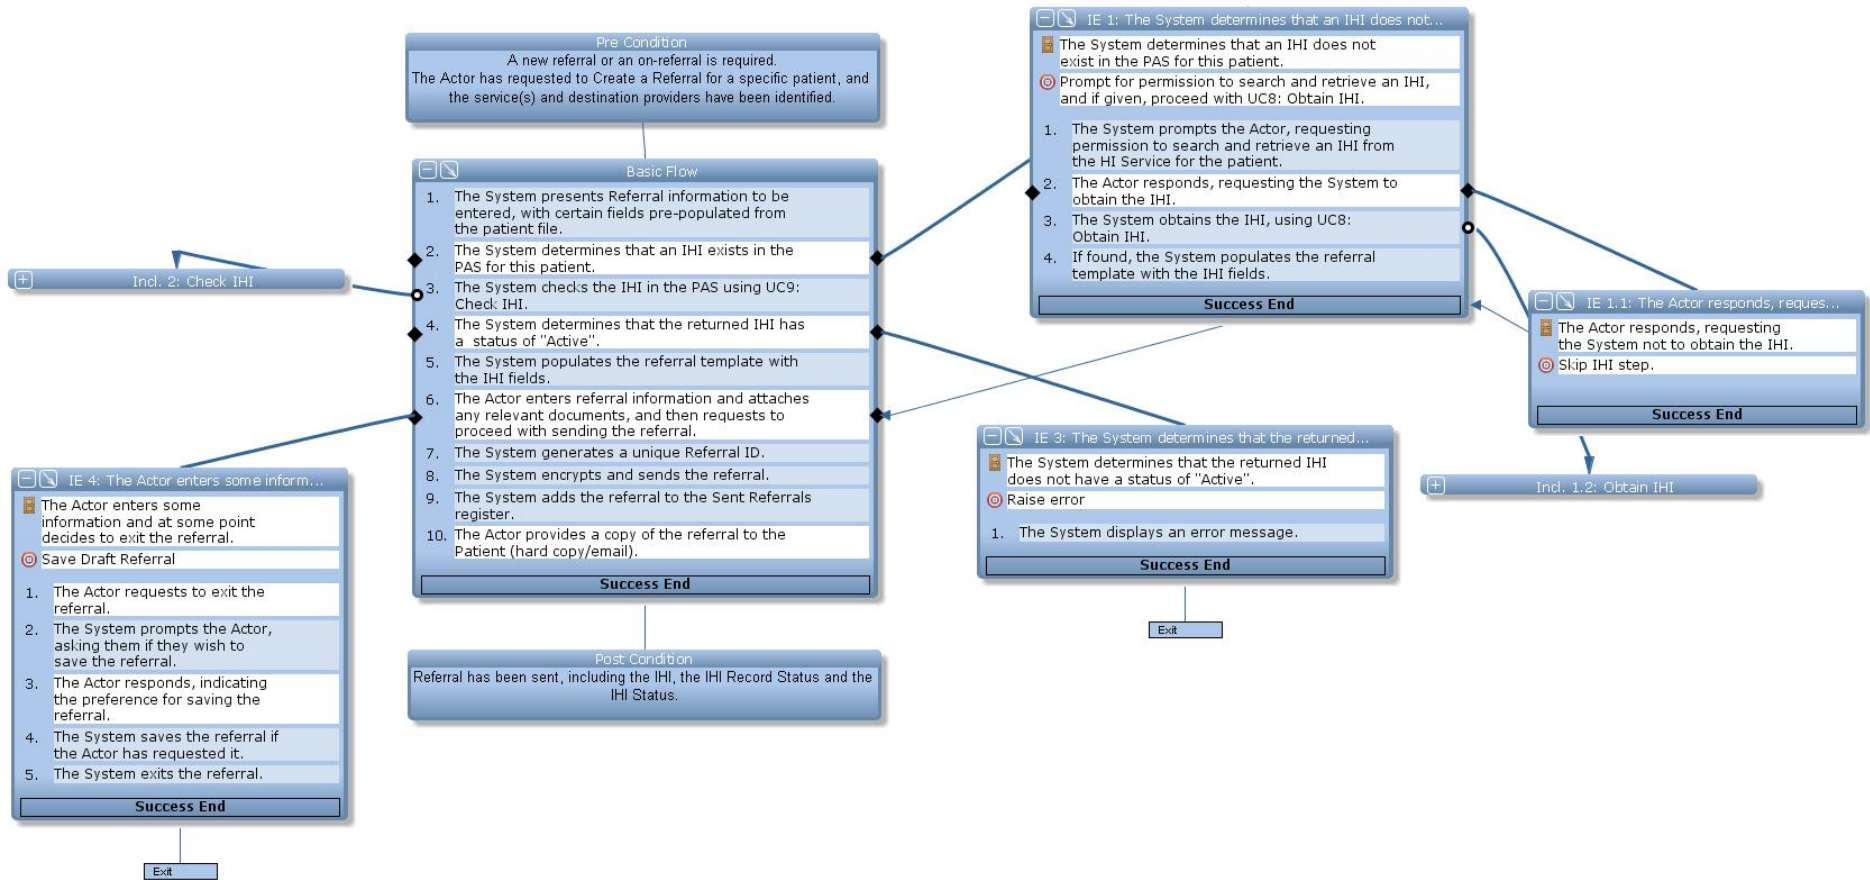 Pre Condition
A new referral or an on-referral is required.
The Actor has requested to Create a Referral for a specific patient, and
the service(s) and destination providers have been identified.
Basic Flow
1. The System presents Referral information to be
entered, with certain fields pre-populated from
the patient file.
2. The System determines that an IHI exists in the
PAS for this patient.
3. The System checks the IHI in the PAS using UC9:
Check IHI.
4. The System determines that the returned IHI has
a status of "Active".
5. The System populates the referral template with
the IHI fields.
6. The Actor enters referral information and attaches
any relevant documents, and then requests to
proceed with sending the referral.
7. The System generates a unique Referral ID.
8. The System encrypts and sends the referral.
9. The System adds the referral to the Sent Referrals
register.
10. The Actor provides a copy of the referral to the
Patient (hard copy/email).
Success End
Post Condition
Referral has been sent, including the IHI, the IHI Record Status and the
IHI Status.
Incl. 2: Check IHI
IE 4: The Actor enters some inform...
The Actor enters some
information and at some point
decides to exit the referral.
Save Draft Referral
1. The Actor requests to exit the
referral.
2. The System prompts the Actor,
asking them if they wish to
save the referral.
3. The Actor responds, indicating
the preference for saving the
referral.
4. The System saves the referral if
the Actor has requested it.
5. The System exits the referral.
Success End
Exit
IE 1: The System determines that an IHI does not...
The System determines that an IHI does not
exist in the PAS for this patient.
Prompt for permission to search and retrieve an IHI,
and if given, proceed with UC8: Obtain IHI.
1. The System prompts the Actor, requesting
permission to search and retrieve an IHI from
the HI Service for the patient.
2. The Actor responds, requesting the System to
obtain the IHI.
3. The System obtains the IHI, using UC8:
Obtain IHI.
4. If found, the System populates the referral
template with the IHI fields.
Success End
IE 1.1: The Actor responds, reques...
The Actor responds, requesting
the System not to obtain the IHI.
Skip IHI step.
Success End
Incl. 1.2: Obtain IHI
IE 3: The System determines that the returned...
The System determines that the returned IHI
does not have a status of "Active".
Raise error
1. The System displays an error message.
Success End
Exit